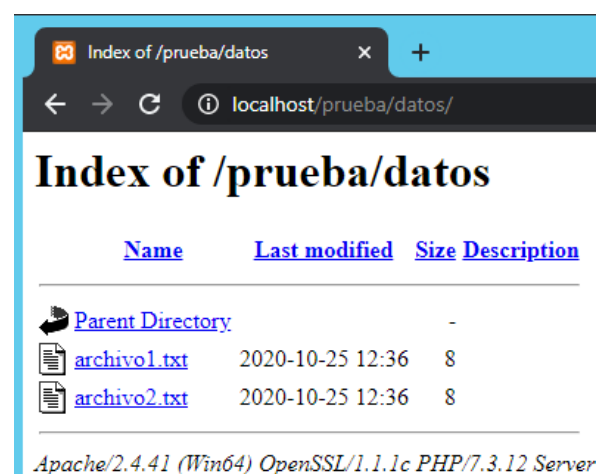 Index of /prueba/datos
localhost/prueba/datos/
Index of /prueba/datos
Name Last modified Size Description
Parent Directory -
archivo1.txt 2020-10-25 12:36 8
archivo2.txt 2020-10-25 12:36 8
Apache/2.4.41 (Win64) OpenSSL/1.1.1c PHP/7.3.12 Server